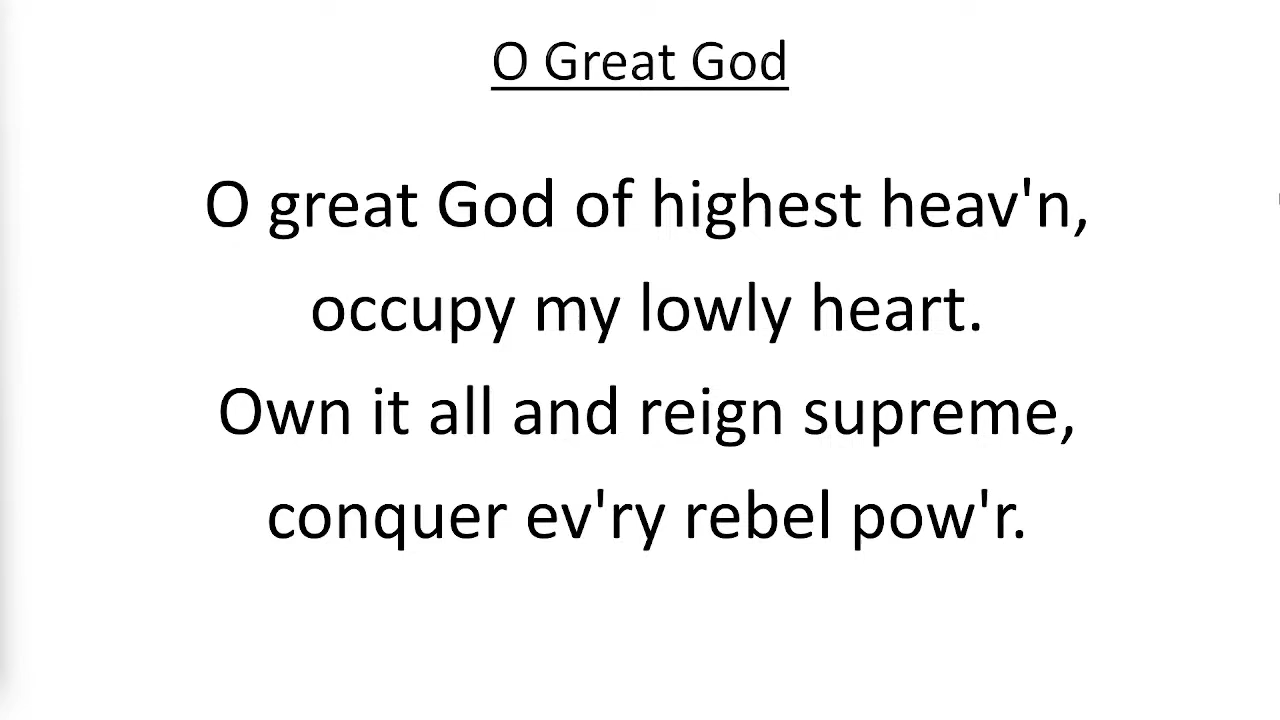 O Great God
O great God of highest heav'n,
occupy my lowly heart.
Own it all and reign supreme,
conquer ev'ry rebel pow'r.